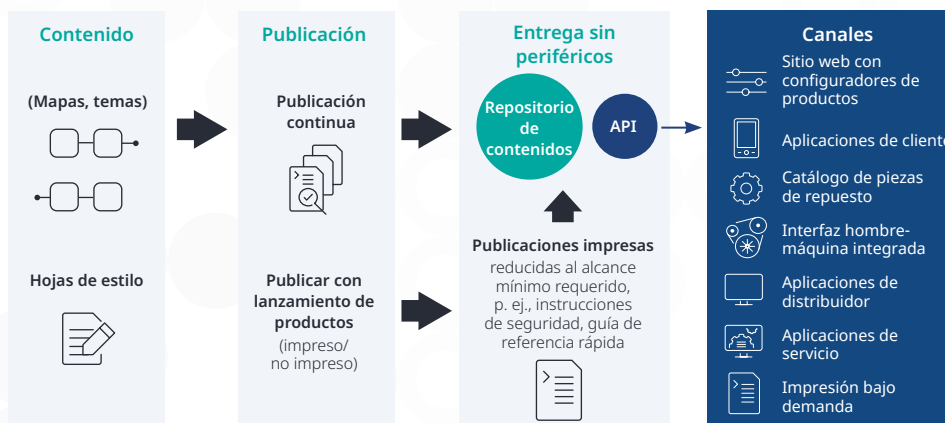 Contenido
(Mapas, temas)
Hojas de estilo
Publicación
Publicación
continua
Publicar con
lanzamiento de
productos
(impreso/
no impreso)
Entrega sin
periféricos
Repositorio
de
contenidos
API
Publicaciones impresas
reducidas al alcance
mínimo requerido,
p. ej., instrucciones
de seguridad, guía de
referencia rápida
Canales
Sitio web con
configuradores de
productos
Aplicaciones de cliente
Catálogo de piezas
de repuesto
Interfaz hombre-
máquina integrada
Aplicaciones de
distribuidor
Aplicaciones de
servicio
Impresión bajo
demanda